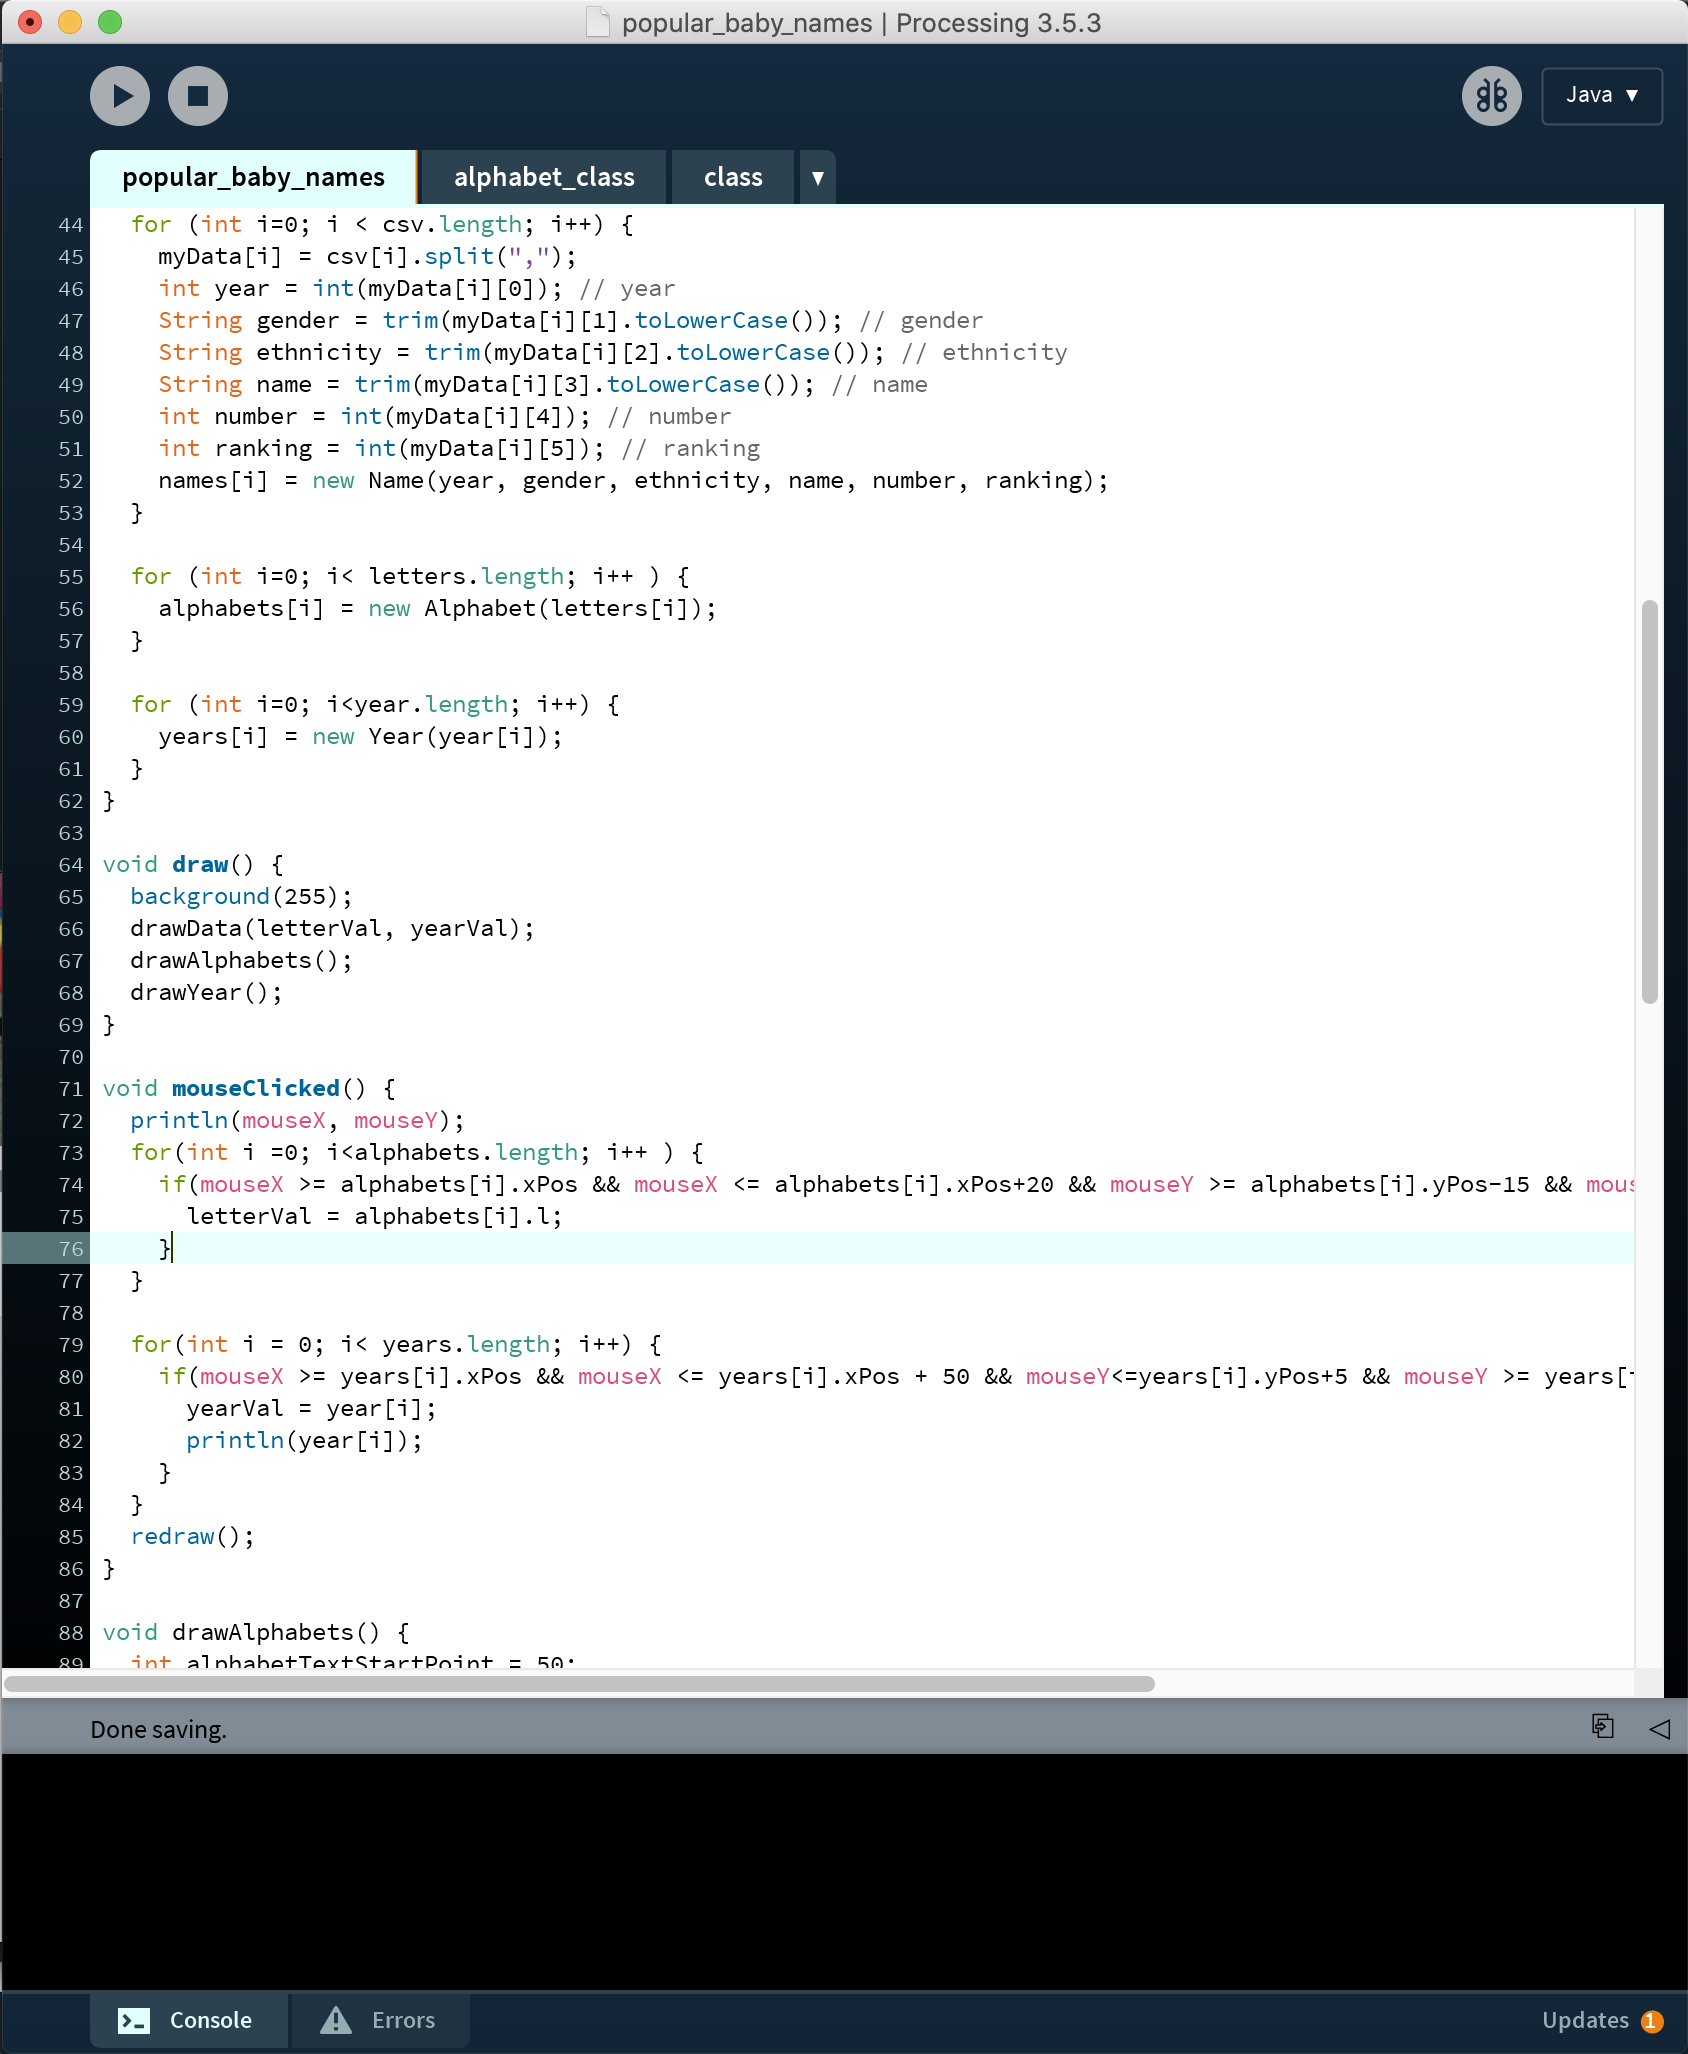 popular_baby_names | Processing 3.5.3
Java ▼
popular_baby_names alphabet_class class ▼
44 for (int i=0; i < csv.length; i++) {
45 myData[i] = csv[i].split(",");
46 int year = int(myData[i][0]); // year
47 String gender = trim(myData[i][1].toLowerCase()); // gender
48 String ethnicity = trim(myData[i][2].toLowerCase()); // ethnicity
49 String name = trim(myData[i][3].toLowerCase()); // name
50 int number = int(myData[i][4]); // number
51 int ranking = int(myData[i][5]); // ranking
52 names[i] = new Name(year, gender, ethnicity, name, number, ranking);
53 }
54
55 for (int i=0; i< letters.length; i++ ) {
56 alphabets[i] = new Alphabet(letters[i]);
57 }
58
59 for (int i=0; i<year.length; i++) {
60 years[i] = new Year(year[i]);
61 }
62 }
63
64 void draw() {
65 background(255);
66 drawData(letterVal, yearVal);
67 drawAlphabets();
68 drawYear();
69 }
70
71 void mouseClicked() {
72 println(mouseX, mouseY);
73 for(int i =0; i<alphabets.length; i++ ) {
74 if(mouseX >= alphabets[i].xPos && mouseX <= alphabets[i].xPos+20 && mouseY >= alphabets[i].yPos-15 && mous
75 letterVal = alphabets[i].l;
76 }
77 }
78
79 for(int i = 0; i< years.length; i++) {
80 if(mouseX >= years[i].xPos && mouseX <= years[i].xPos + 50 && mouseY<=years[i].yPos+5 && mouseY >= years[
81 yearVal = year[i];
82 println(year[i]);
83 }
84 }
85 redraw();
86 }
87
88 void drawAlphabets() {
89 int alphabetTextStartPoint = 50;
Done saving.
Console Errors Updates 1